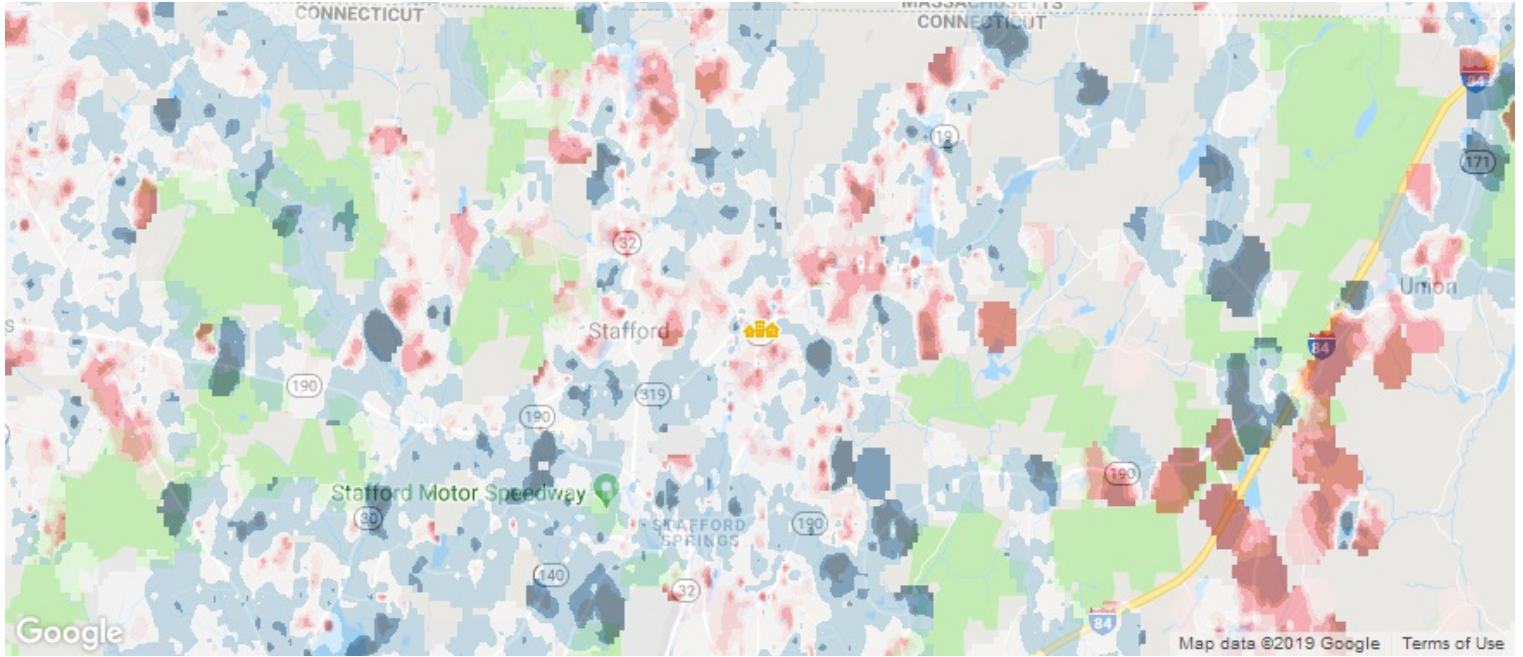 CONNECTICUT
MASSACHUSETTS
CONNECTICUT
84
19
171
32
Union
S
Stafford
84
190
319
190
190
Stafford Motor Speedway
30
STAFFORD
SPRINGS
190
140
32
84
Google
Map data ©2019 Google
Terms of Use